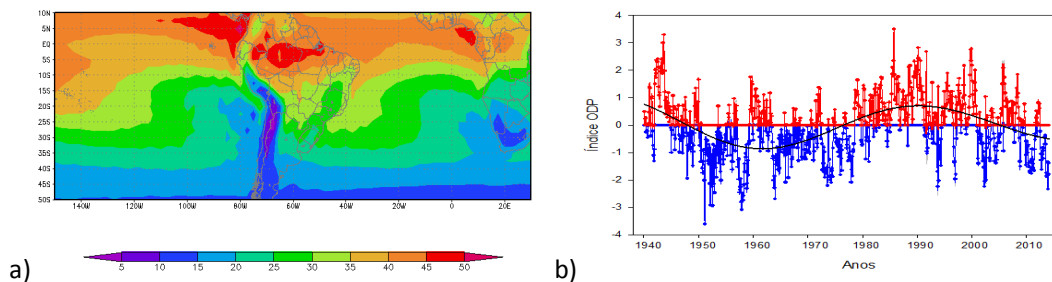 10N
5N
EQ
5S
10S
15S
20S
25S
30S
35S
40S
45S
50S
140W 120W 100W 80W 60W 40W 20W 0 20E
5 10 15 20 25 30 35 40 45 50
a)
4
3
2
1
0
-1
-2
-3
-4
Índice ODP
1940 1950 1960 1970 1980 1990 2000 2010
Anos
b)